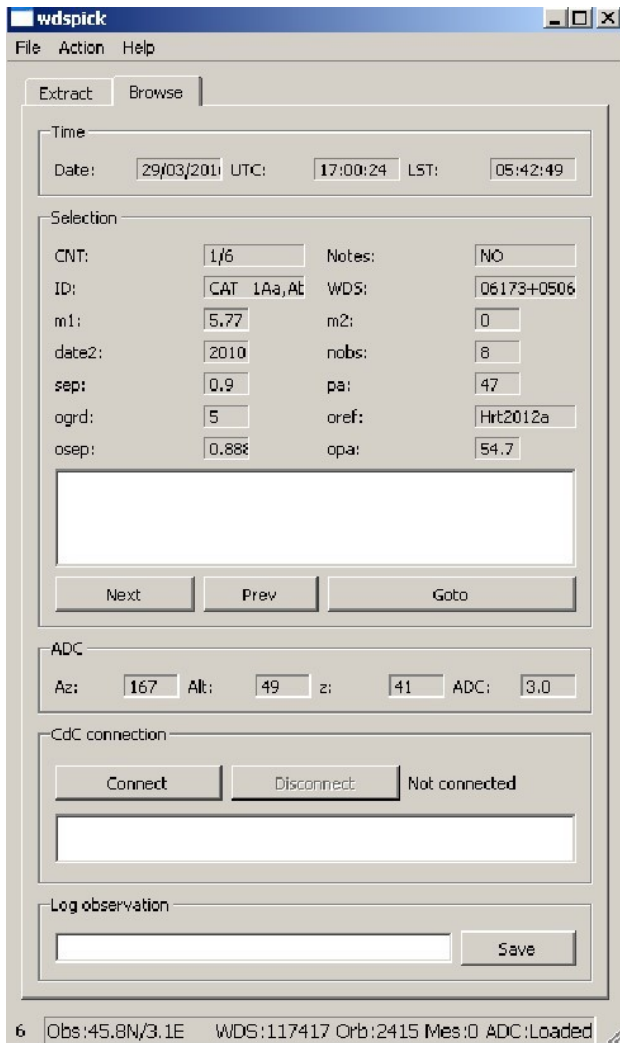 wdspick
File Action Help
Extract Browse
Time
Date: 29/03/201 UTC: 17:00:24 LST: 05:42:49
Selection
CNT: 1/6 Notes: NO
ID: CAT 1Aa,Ab WDS: 06173+0506
m1: 5.77 m2: 0
date2: 2010 nobs: 8
sep: 0.9 pa: 47
ogrd: 5 oref: Hrt2012a
osep: 0.888 opa: 54.7
Next Prev Goto
ADC
Az: 167 Alt: 49 z: 41 ADC: 3.0
CdC connection
Connect Disconnect Not connected
Log observation
Save
6 Obs:45.8N/3.1E WDS:117417 Orb:2415 Mes:0 ADC:Loaded